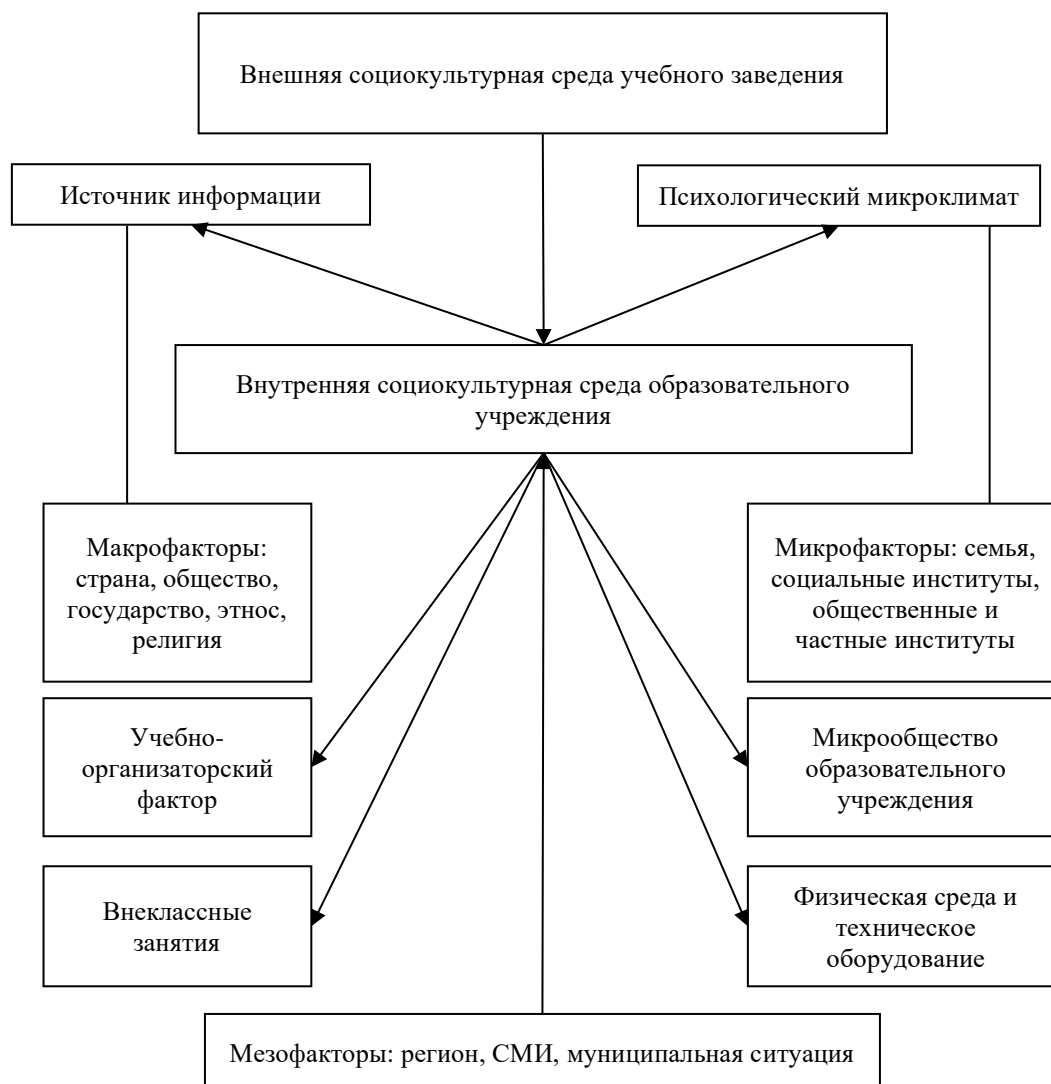 Внешняя социокультурная среда учебного заведения
Источник информации
Психологический микроклимат
Внутренняя социокультурная среда образовательного
учреждения
Макрофакторы:
страна, общество,
государство, этнос,
религия
Микрофакторы: семья,
социальные институты,
общественные и
частные институты
Учебно-
организаторский
фактор
Микрообщество
образовательного
учреждения
Внеклассные
занятия
Физическая среда и
техническое
оборудование
Мезофакторы: регион, СМИ, муниципальная ситуация